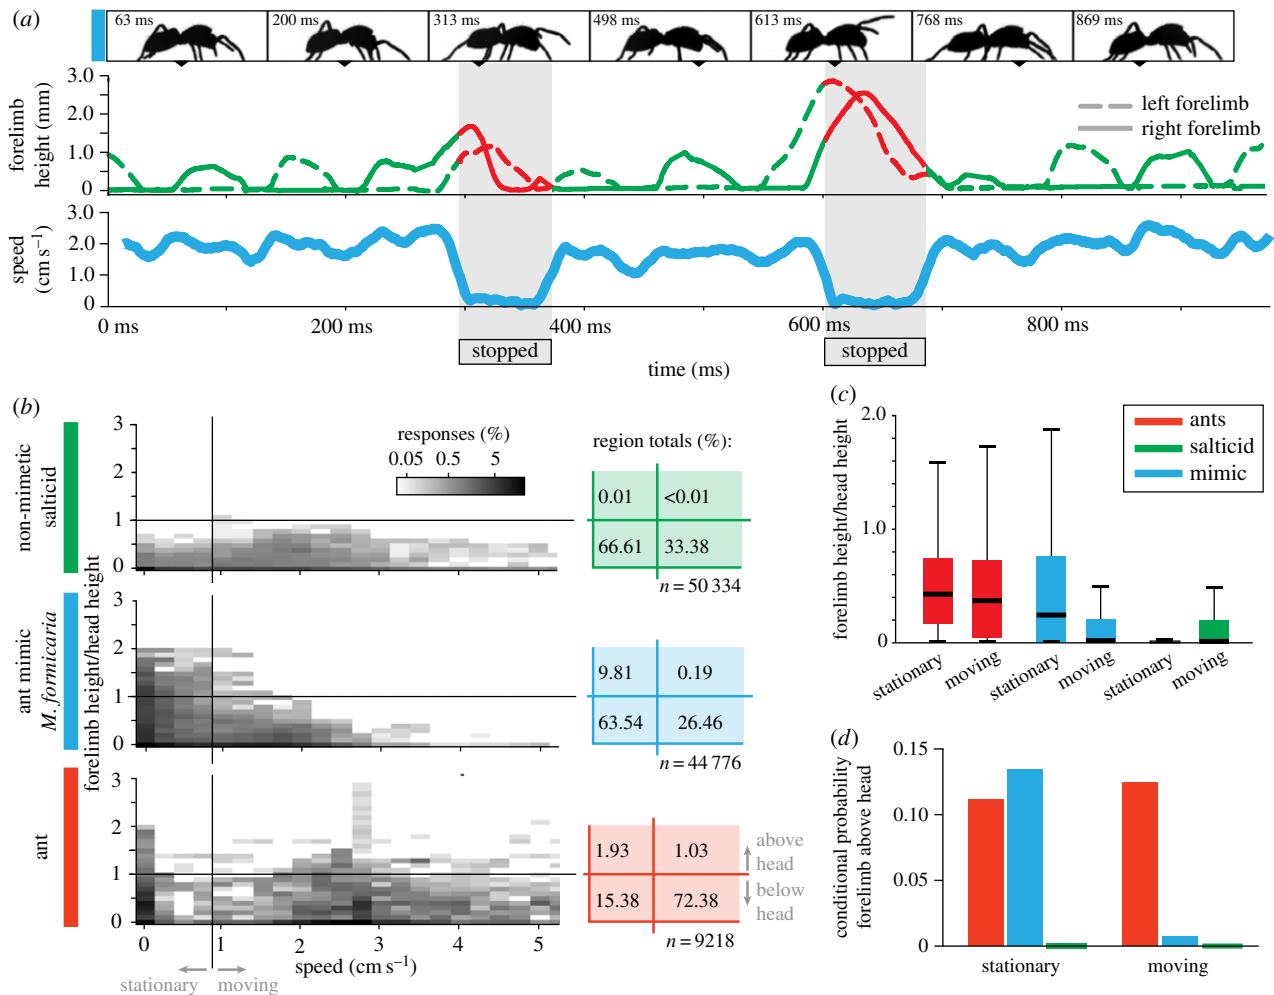 (a)
63 ms 200 ms 313 ms 498 ms 613 ms 768 ms 869 ms
forelimb
height (mm)
3.0
2.0
1.0
0
left forelimb
right forelimb
speed
(cm s⁻¹)
3.0
2.0
1.0
0
0 ms 200 ms 400 ms 600 ms 800 ms
stopped stopped
time (ms)
(b)
non-mimetic
salticid
ant mimic
M. formicaria
ant
forelimb height/head height
3
2
1
0
responses (%)
0.05 0.5 5
region totals (%):
0.01 <0.01
66.61 33.38
n = 50 334
3
2
1
0
9.81 0.19
63.54 26.46
n = 44 776
3
2
1
0
1.93 1.03
15.38 72.38
n = 9218
above
head
below
head
0 1 2 3 4 5
speed (cm s⁻¹)
stationary moving
(c)
forelimb height/head height
2.0
1.0
0
ants
salticid
mimic
stationary moving stationary moving stationary moving
(d)
conditional probability
forelimb above head
0.15
0.10
0.05
0
stationary moving